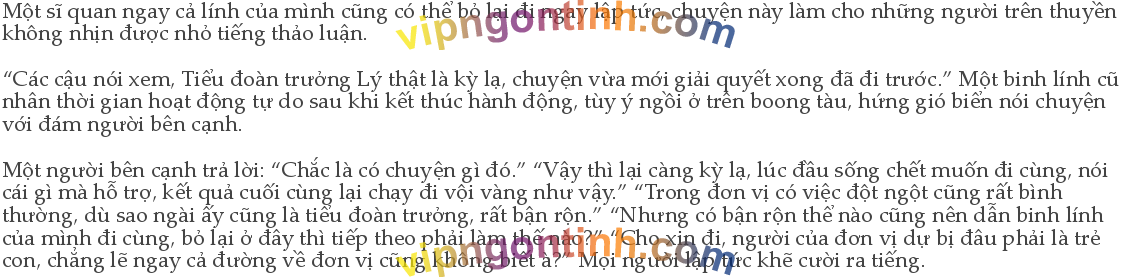 Một sĩ quan ngay cả lính của mình cũng có thể bỏ lại đi ngay lập tức, chuyện này làm cho những người trên thuyền
không nhịn được nhỏ tiếng thảo luận.
vipngontinh.com
“Các cậu nói xem, Tiểu đoàn trưởng Lý thật là kỳ lạ, chuyện vừa mới giải quyết xong đã đi trước.” Một binh lính cũ
nhân thời gian hoạt động tự do sau khi kết thúc hành động, tùy ý ngồi ở trên boong tàu, hứng gió biển nói chuyện
với đám người bên cạnh.
Một người bên cạnh trả lời: “Chắc là có chuyện gì đó.” “Vậy thì lại càng kỳ lạ, lúc đầu sống chết muốn đi cùng, nói
cái gì mà hỗ trợ, kết quả cuối cùng lại chạy đi vội vàng như vậy.” “Trong đơn vị có việc đột ngột cũng rất bình
thường, dù sao ngài ấy cũng là tiểu đoàn trưởng, rất bận rộn.” “Nhưng có bận rộn thế nào cũng nên dẫn binh lính
của mình đi cùng, bỏ lại ở đây thì tiếp theo phải làm thế nào?” “Cho xin đi, người của đơn vị dự bị đâu phải là trẻ
con, chẳng lẽ ngay cả đường về đơn vị cũng không biết à?” Mọi người lập tức khẽ cười ra tiếng.
vipngontinh.com